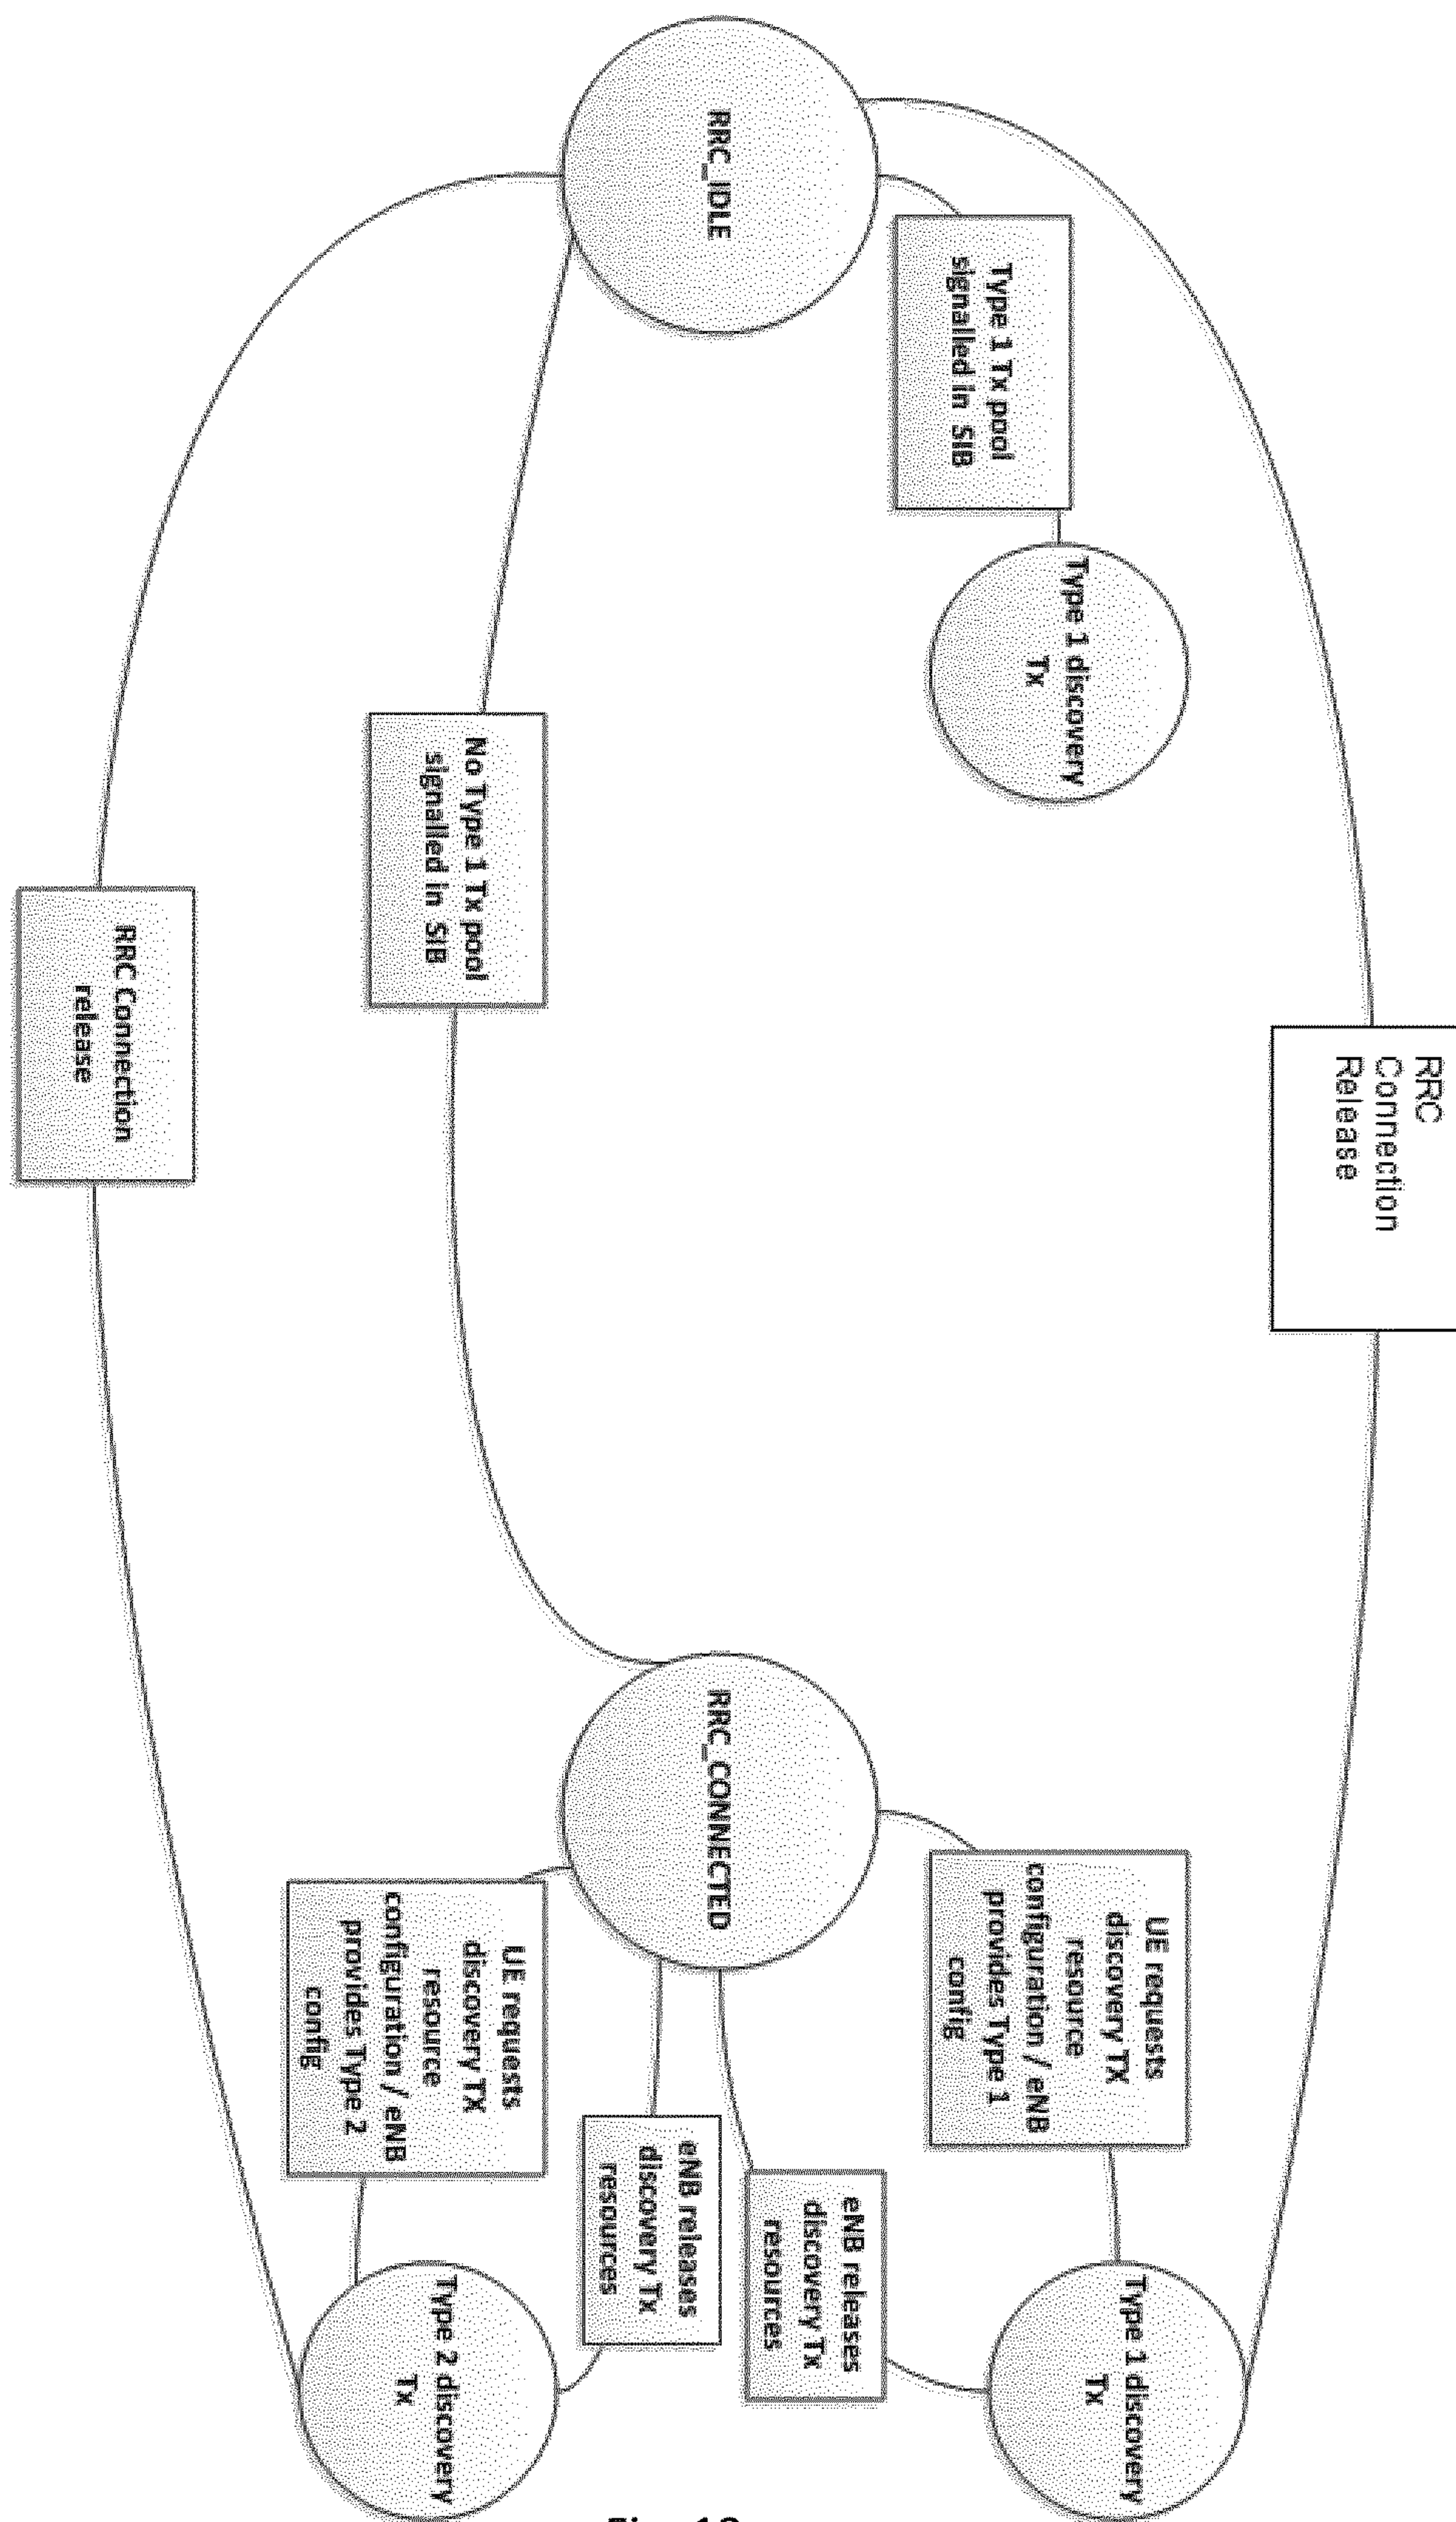 RRC
Connection
Release
Type 1 Tx pool
signalled in SIB
Type 1 discovery
Tx
UE requests
discovery TX
resource
configuration / eNB
provides Type 1
config
Type 1 discovery
Tx
RRC_IDLE
RRC_CONNECTED
eNB releases
discovery Tx
resources
eNB releases
discovery Tx
resources
No Type 1 Tx pool
signalled in SIB
UE requests
discovery TX
resource
configuration / eNB
provides Type 2
config
Type 2 discovery
Tx
RRC Connection
release